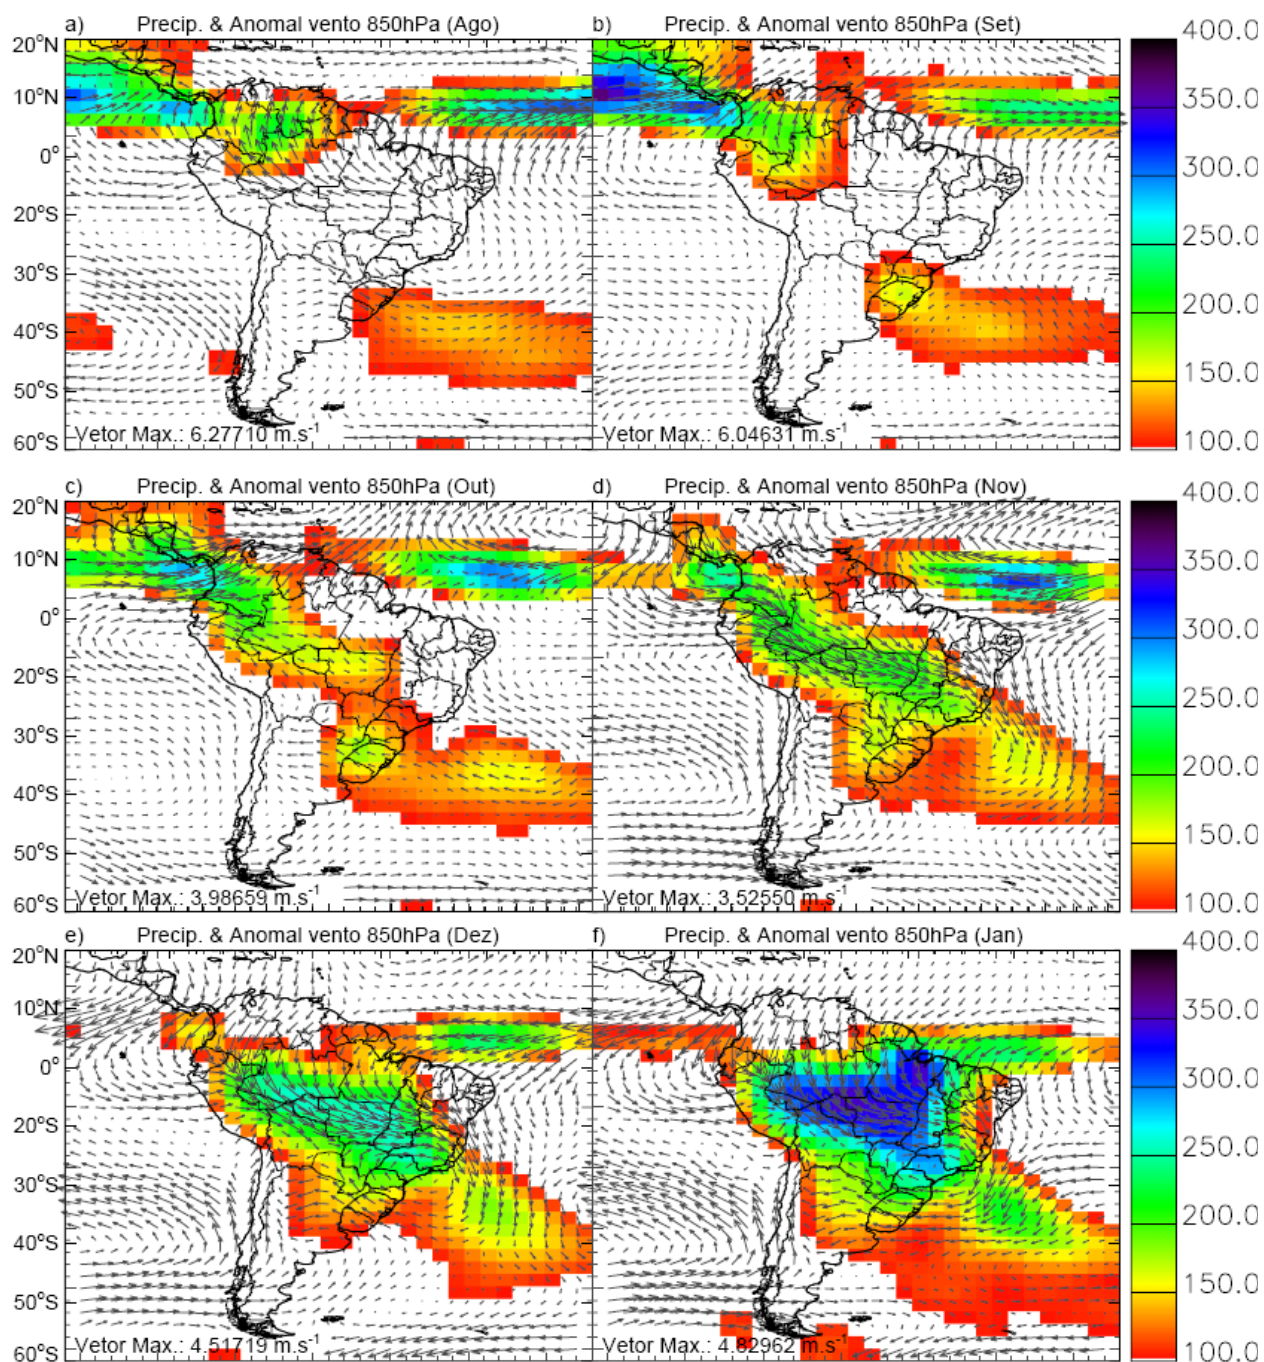 a) Precip. & Anomal vento 850hPa (Ago)
b) Precip. & Anomal vento 850hPa (Set)
20°N
10°N
0°
10°S
20°S
30°S
40°S
50°S
60°S
Vetor Max.: 6.27710 m.s-1
Vetor Max.: 6.04631 m.s-1
400.0
350.0
300.0
250.0
200.0
150.0
100.0
c) Precip. & Anomal vento 850hPa (Out)
d) Precip. & Anomal vento 850hPa (Nov)
20°N
10°N
0°
10°S
20°S
30°S
40°S
50°S
60°S
Vetor Max.: 3.98659 m.s-1
Vetor Max.: 3.52550 m.s-1
400.0
350.0
300.0
250.0
200.0
150.0
100.0
e) Precip. & Anomal vento 850hPa (Dez)
f) Precip. & Anomal vento 850hPa (Jan)
20°N
10°N
0°
10°S
20°S
30°S
40°S
50°S
60°S
Vetor Max.: 4.51719 m.s-1
Vetor Max.: 4.82962 m.s-1
400.0
350.0
300.0
250.0
200.0
150.0
100.0